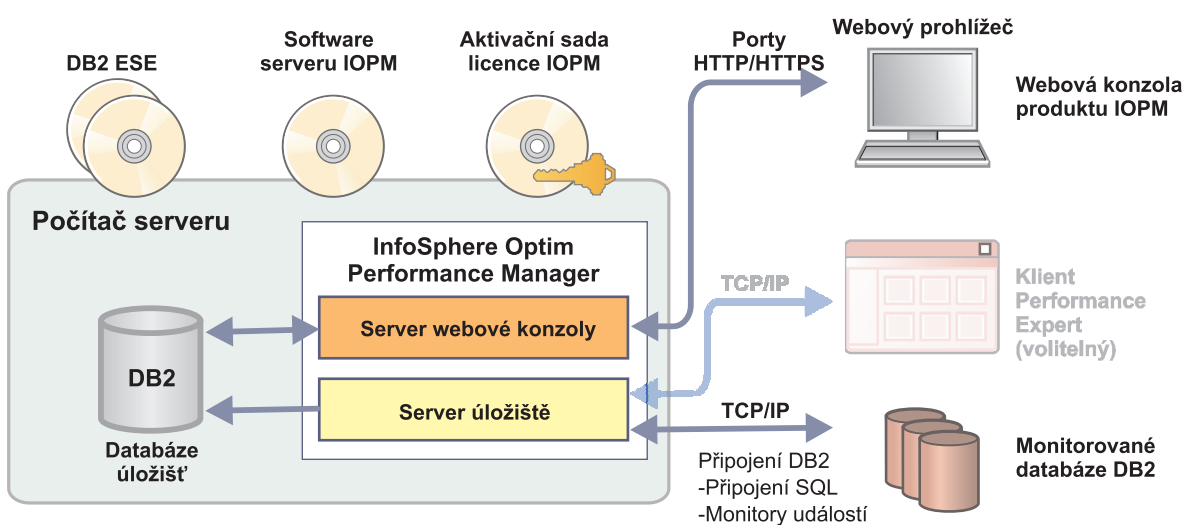 DB2 ESE
Software
serveru IOPM
Aktivační sada
licence IOPM
Porty
HTTP/HTTPS
Webový prohlížeč
Webová konzola
produktu IOPM
Počítač serveru
InfoSphere Optim
Performance Manager
Server webové konzoly
Server úložiště
DB2
Databáze
úložišť
TCP/IP
Klient
Performance
Expert
(volitelný)
TCP/IP
Připojení DB2
-Připojení SQL
-Monitory událostí
Monitorované
databáze DB2